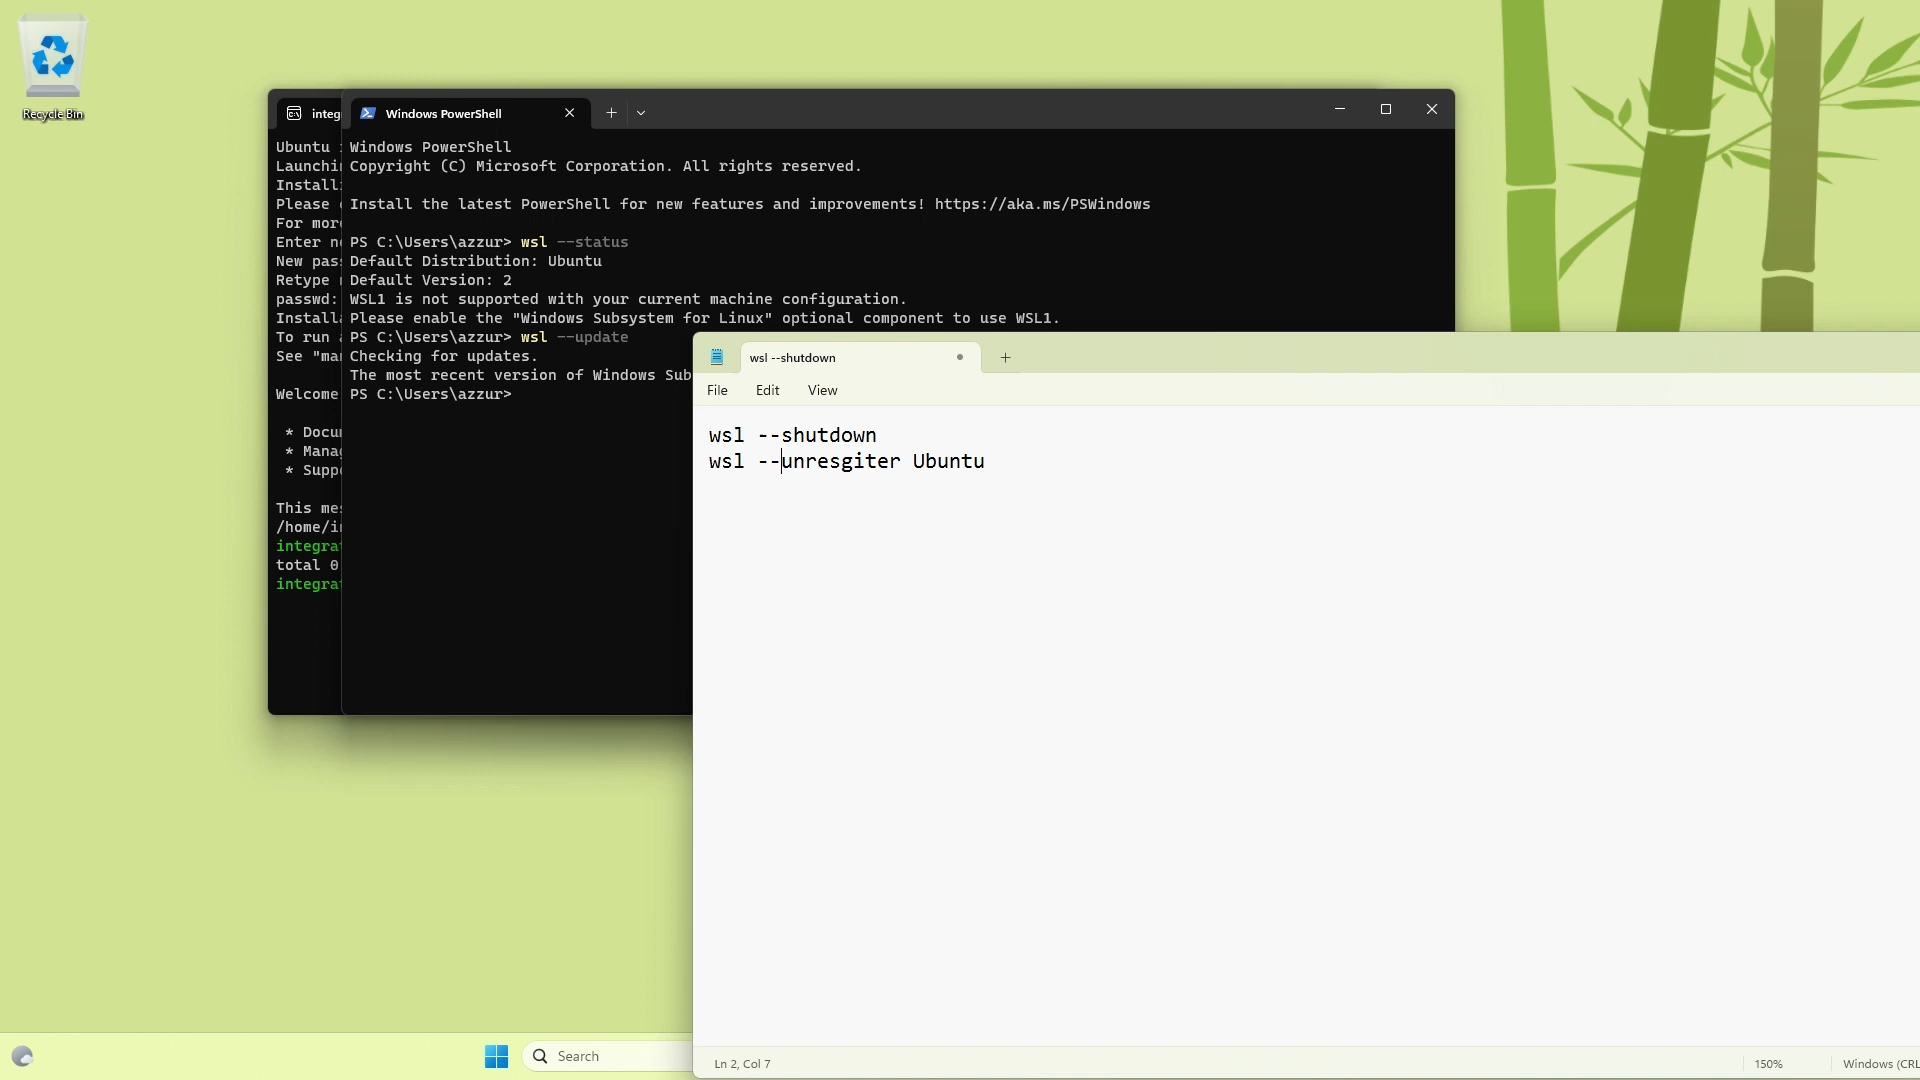 Recycle Bin
integ
Ubuntu
Launchi
Install
Please
For more
Enter
New pas
Retype
passwd:
Install
To run
See "ma
Welcome
* Docu
* Mana
* Supp
This me
/home/i
integra
total 0
integra
Windows PowerShell
Windows PowerShell
Copyright (C) Microsoft Corporation. All rights reserved.
Install the latest PowerShell for new features and improvements! https://aka.ms/PSWindows
PS C:\Users\azzur> wsl --status
Default Distribution: Ubuntu
Default Version: 2
WSL1 is not supported with your current machine configuration.
Please enable the "Windows Subsystem for Linux" optional component to use WSL1.
PS C:\Users\azzur> wsl --update
Checking for updates.
The most recent version of Windows Sub
PS C:\Users\azzur>
wsl --shutdown
File Edit View
wsl --shutdown
wsl --unresgiter Ubuntu
Ln 2, Col 7
150%
Windows (CRL
Search